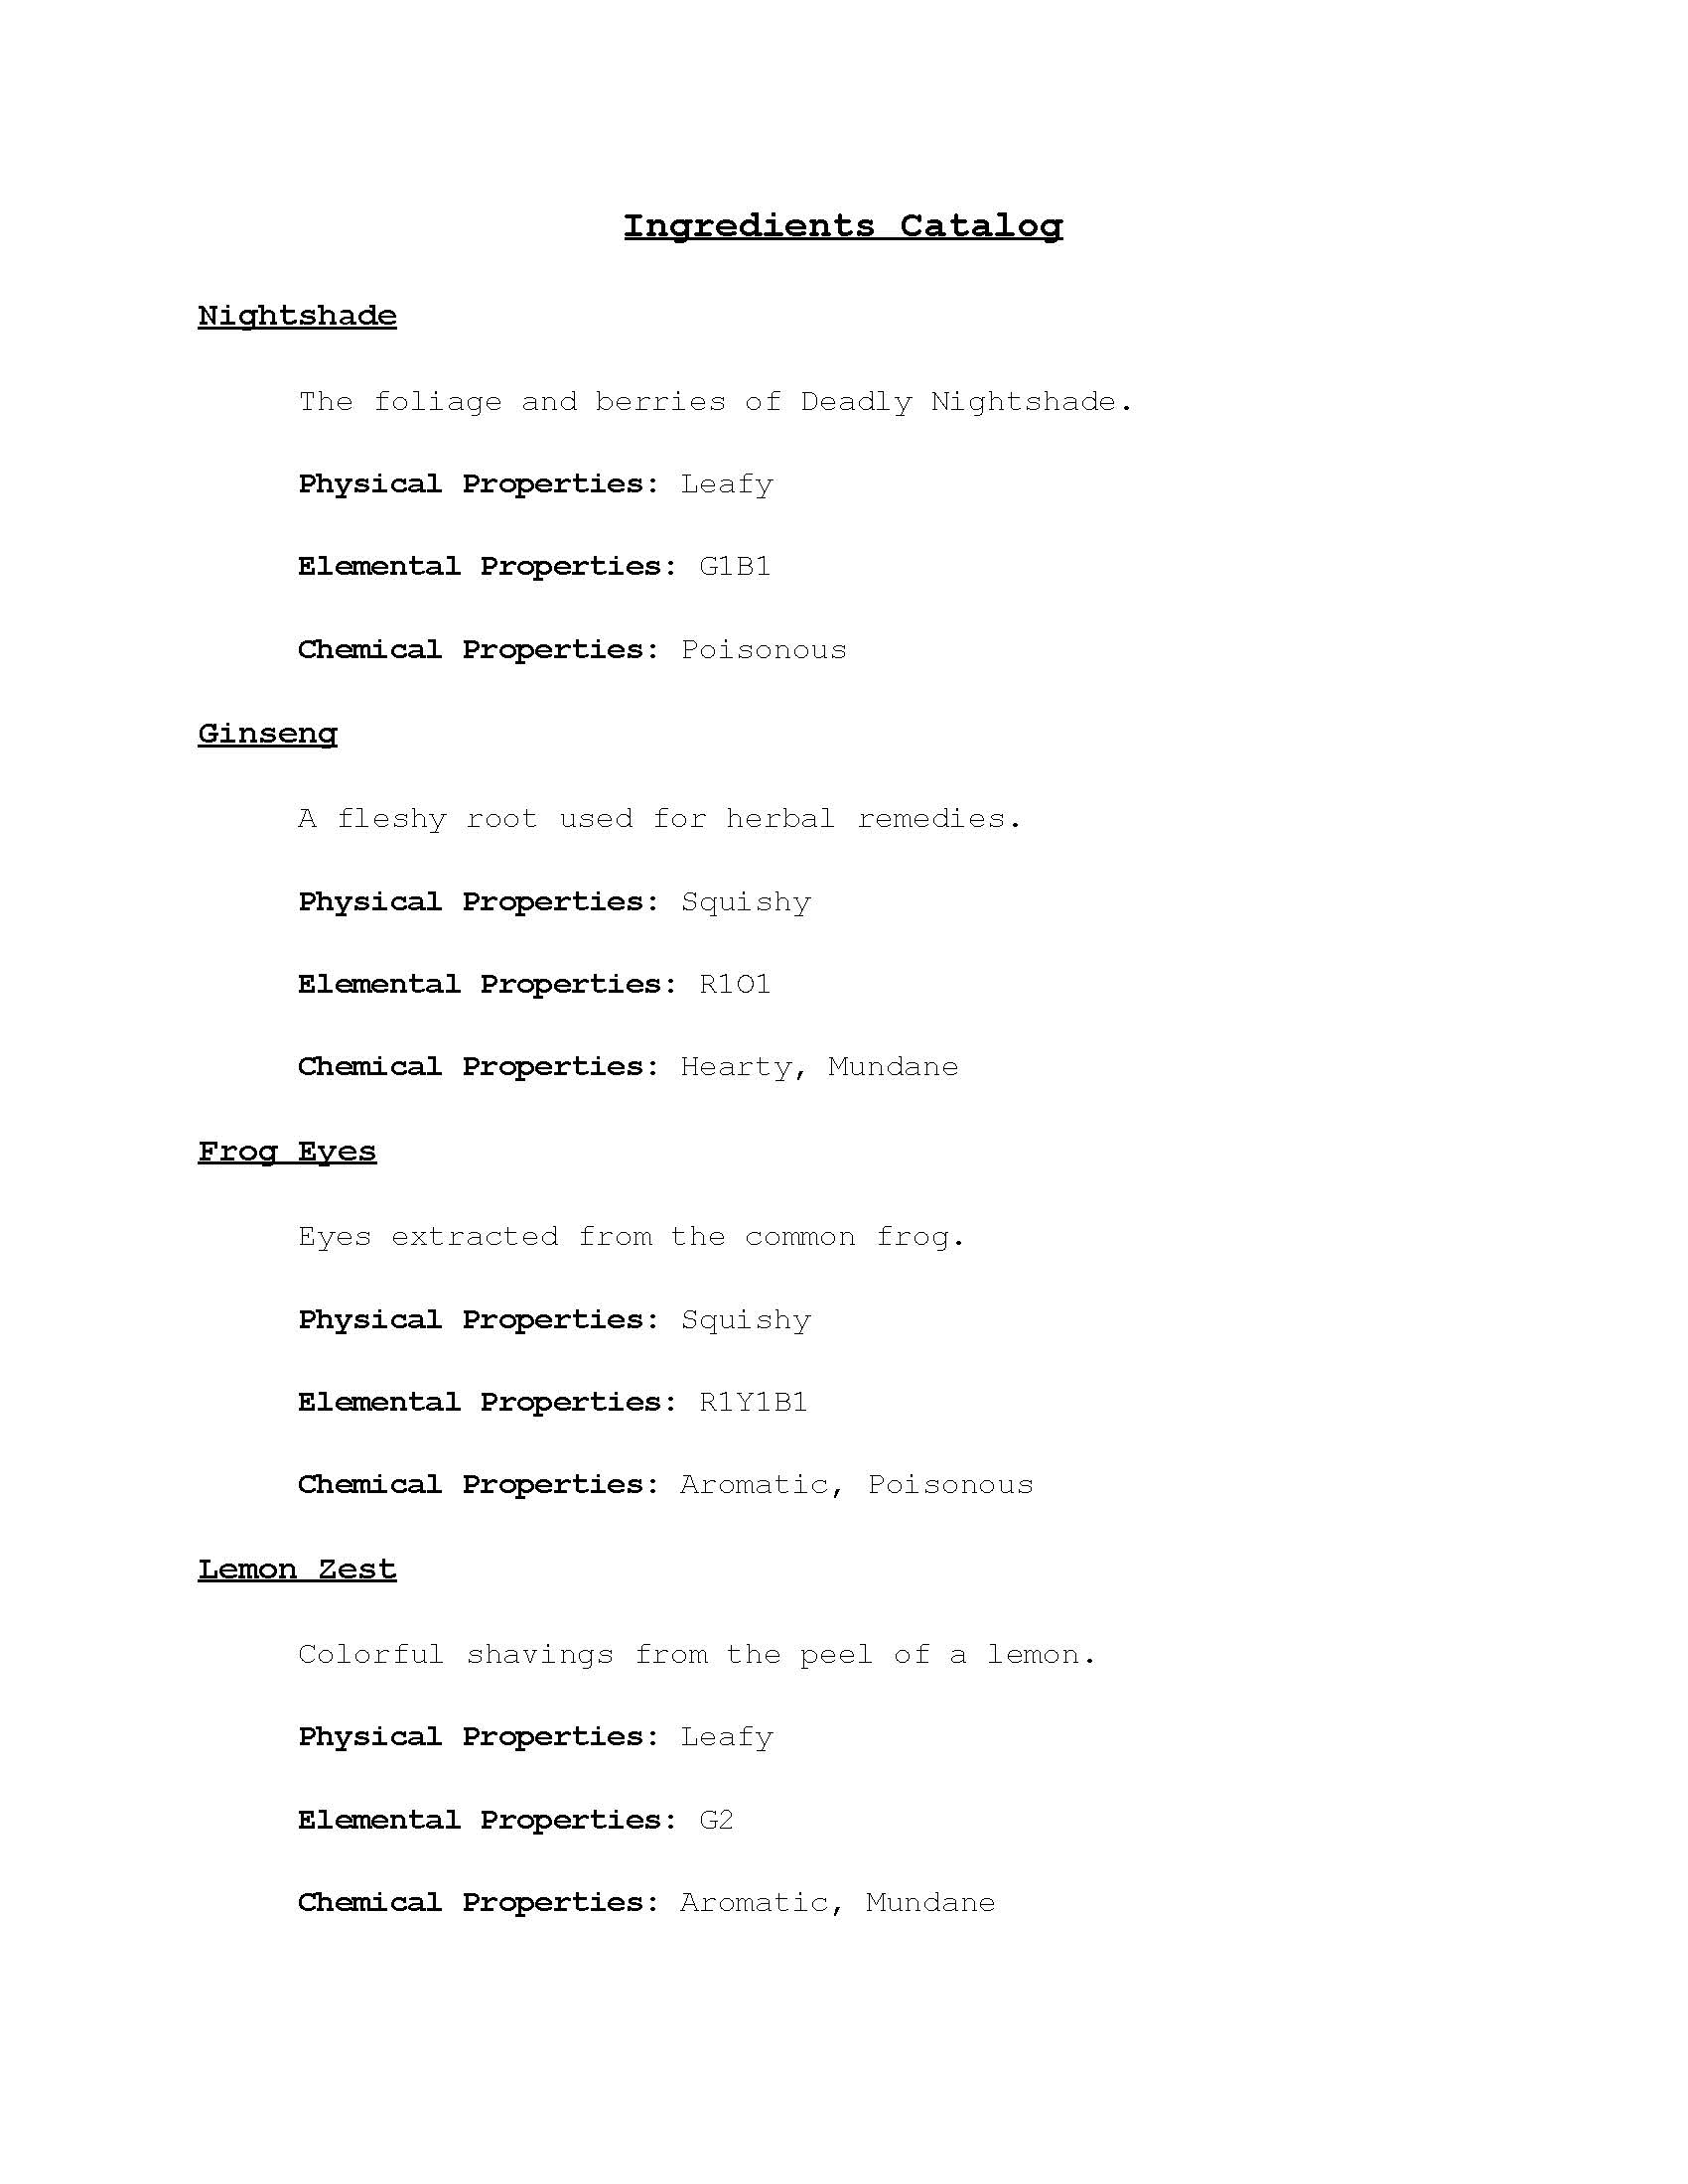 Ingredients Catalog
Nightshade
The foliage and berries of Deadly Nightshade.
Physical Properties: Leafy
Elemental Properties: G1B1
Chemical Properties: Poisonous
Ginseng
A fleshy root used for herbal remedies.
Physical Properties: Squishy
Elemental Properties: R1O1
Chemical Properties: Hearty, Mundane
Frog Eyes
Eyes extracted from the common frog.
Physical Properties: Squishy
Elemental Properties: R1Y1B1
Chemical Properties: Aromatic, Poisonous
Lemon Zest
Colorful shavings from the peel of a lemon.
Physical Properties: Leafy
Elemental Properties: G2
Chemical Properties: Aromatic, Mundane